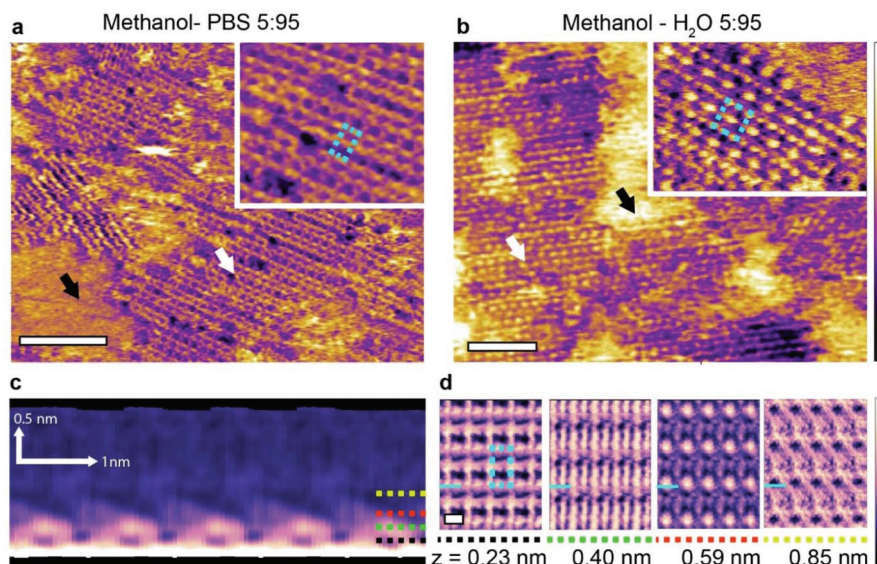 a
Methanol- PBS 5:95
b
Methanol - H₂O 5:95
c
0.5 nm
1nm
d
z = 0.23 nm
0.40 nm
0.59 nm
0.85 nm